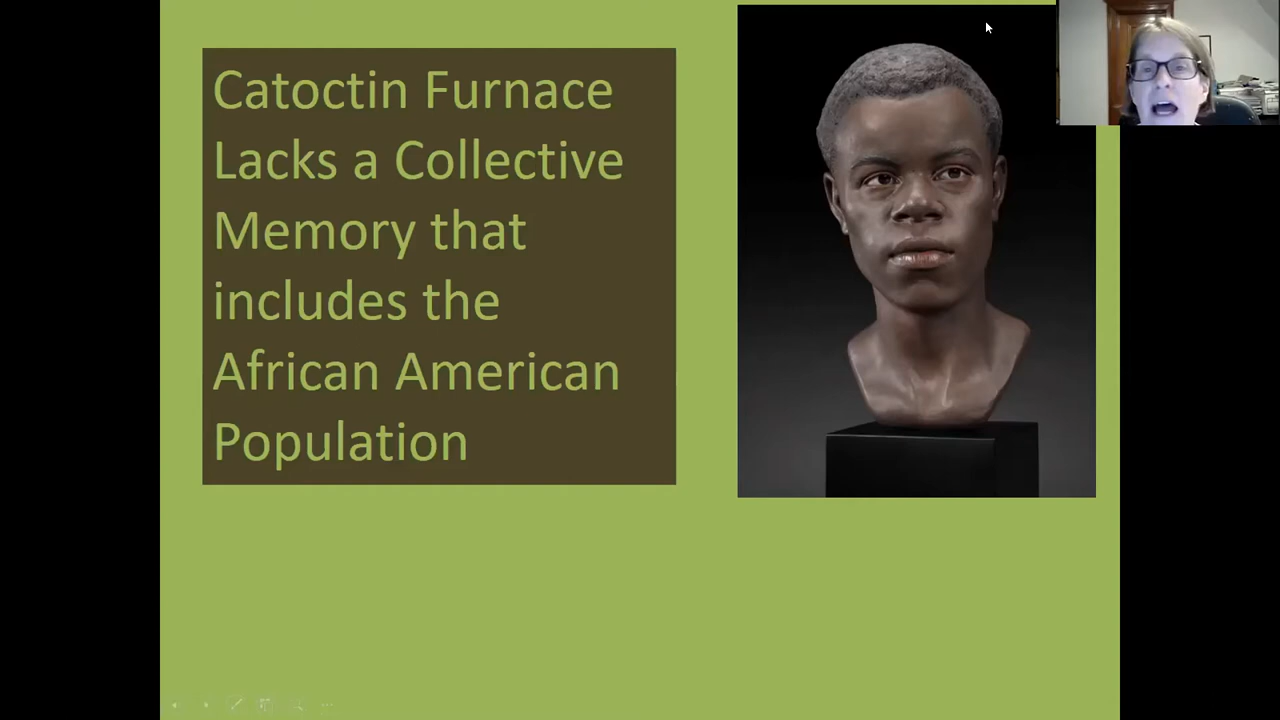 Catoctin Furnace
Lacks a Collective
Memory that
includes the
African American
Population